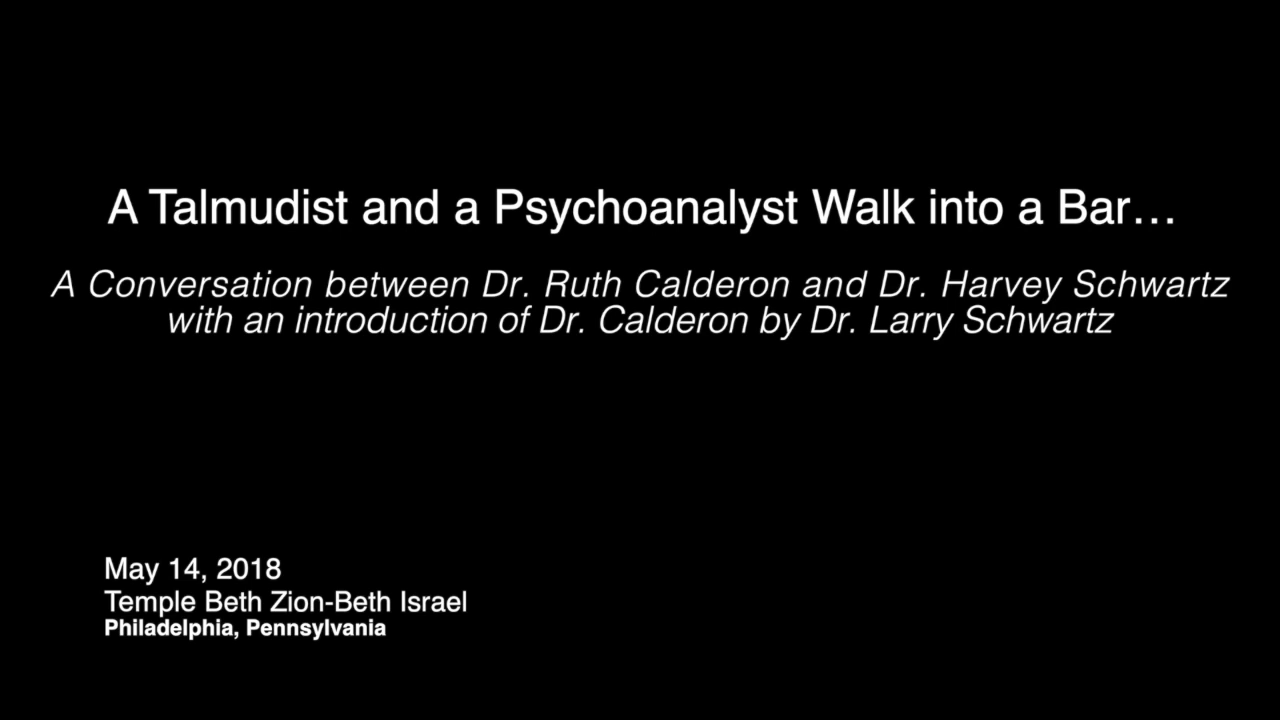 A Talmudist and a Psychoanalyst Walk into a Bar…
A Conversation between Dr. Ruth Calderon and Dr. Harvey Schwartz
with an introduction of Dr. Calderon by Dr. Larry Schwartz
May 14, 2018
Temple Beth Zion-Beth Israel
Philadelphia, Pennsylvania